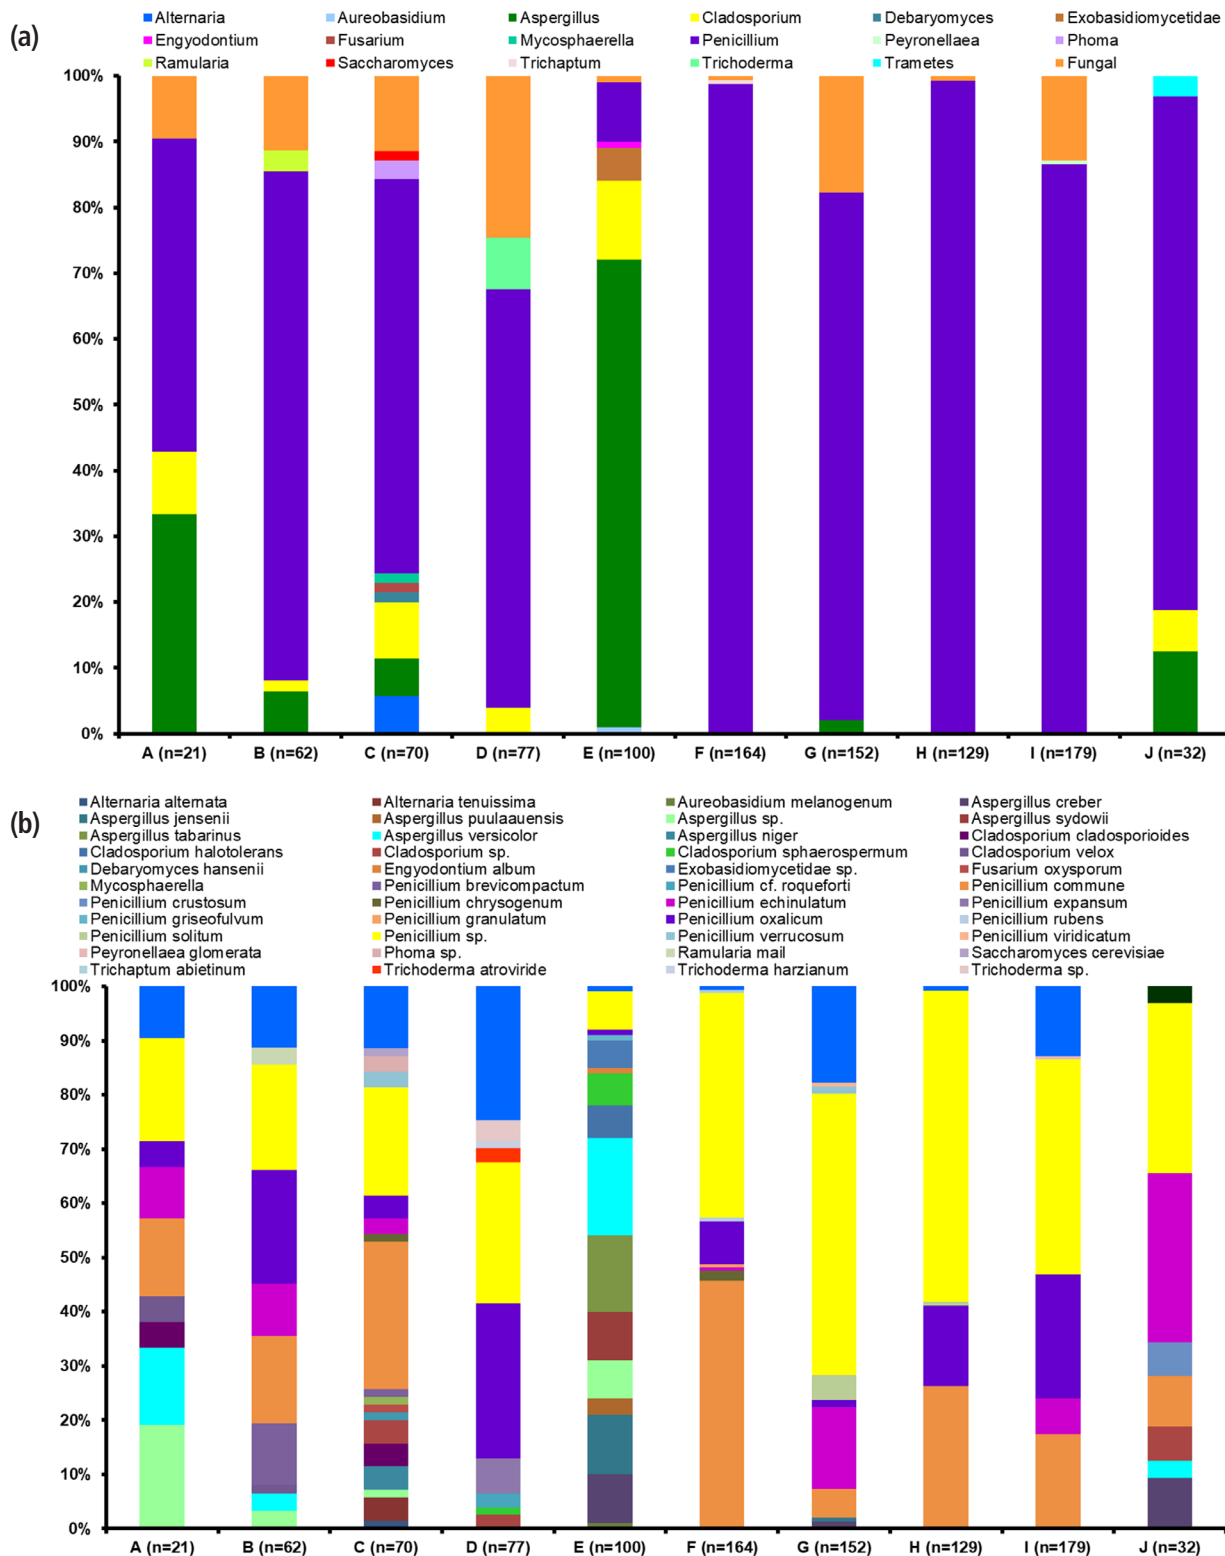 (a)
Alternaria Aureobasidium Aspergillus Cladosporium Debaryomyces Exobasidiomycetidae
Engyodontium Fusarium Mycosphaerella Penicillium Peyronellaea Phoma
Ramularia Saccharomyces Trichaptum Trichoderma Trametes Fungal
100%
90%
80%
70%
60%
50%
40%
30%
20%
10%
0%
A (n=21) B (n=62) C (n=70) D (n=77) E (n=100) F (n=164) G (n=152) H (n=129) I (n=179) J (n=32)
(b)
Alternaria alternata Alternaria tenuissima Aureobasidium melanogenum Aspergillus creber
Aspergillus jensenii Aspergillus puulaauensis Aspergillus sp. Aspergillus sydowii
Aspergillus tabarinus Aspergillus versicolor Aspergillus niger Cladosporium cladosporioides
Cladosporium halotolerans Cladosporium sp. Cladosporium sphaerospermum Cladosporium velox
Debaryomyces hansenii Engyodontium album Exobasidiomycetidae sp. Fusarium oxysporum
Mycosphaerella Penicillium brevicompactum Penicillium cf. roqueforti Penicillium commune
Penicillium crustosum Penicillium chrysogenum Penicillium echinulatum Penicillium expansum
Penicillium griseofulvum Penicillium granulatum Penicillium oxalicum Penicillium rubens
Penicillium solitum Penicillium sp. Penicillium verrucosum Penicillium viridicatum
Peyronellaea glomerata Phoma sp. Ramularia mail Saccharomyces cerevisiae
Trichaptum abietinum Trichoderma atroviride Trichoderma harzianum Trichoderma sp.
100%
90%
80%
70%
60%
50%
40%
30%
20%
10%
0%
A (n=21) B (n=62) C (n=70) D (n=77) E (n=100) F (n=164) G (n=152) H (n=129) I (n=179) J (n=32)